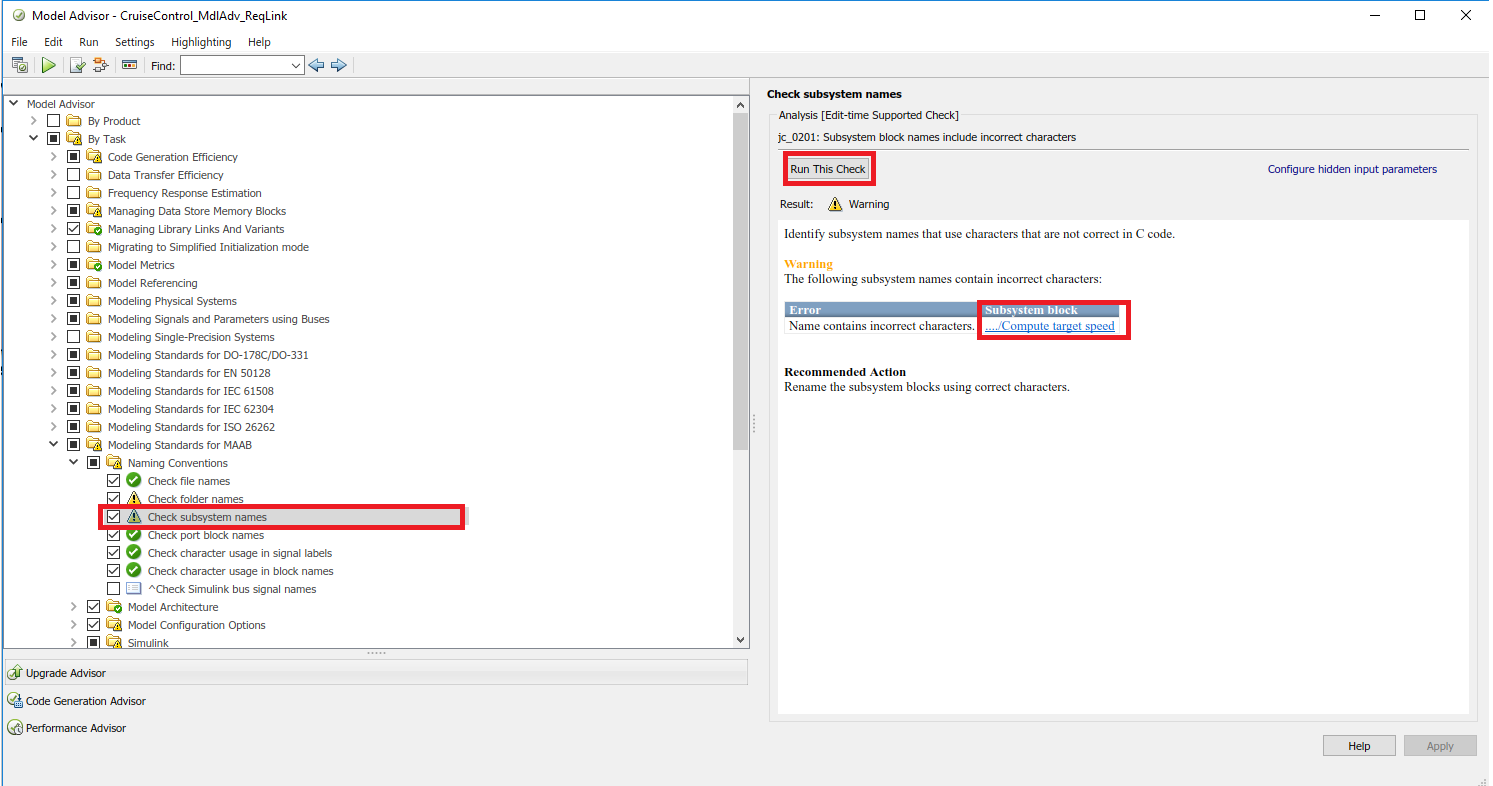 Model Advisor - CruiseControl_MdlAdv_ReqLink
File Edit Run Settings Highlighting Help
Find:
Model Advisor
By Product
By Task
Code Generation Efficiency
Data Transfer Efficiency
Frequency Response Estimation
Managing Data Store Memory Blocks
Managing Library Links And Variants
Migrating to Simplified Initialization mode
Model Metrics
Model Referencing
Modeling Physical Systems
Modeling Signals and Parameters using Buses
Modeling Single-Precision Systems
Modeling Standards for DO-178C/DO-331
Modeling Standards for EN 50128
Modeling Standards for IEC 61508
Modeling Standards for IEC 62304
Modeling Standards for ISO 26262
Modeling Standards for MAAB
Naming Conventions
Check file names
Check folder names
Check subsystem names
Check port block names
Check character usage in signal labels
Check character usage in block names
^Check Simulink bus signal names
Model Architecture
Model Configuration Options
Simulink
Upgrade Advisor
Code Generation Advisor
Performance Advisor
Check subsystem names
Analysis [Edit-time Supported Check]
jc_0201: Subsystem block names include incorrect characters
Run This Check
Configure hidden input parameters
Result: Warning
Identify subsystem names that use characters that are not correct in C code.
Warning
The following subsystem names contain incorrect characters:
Error Subsystem block
Name contains incorrect characters. ..../Compute target speed
Recommended Action
Rename the subsystem blocks using correct characters.
Help Apply